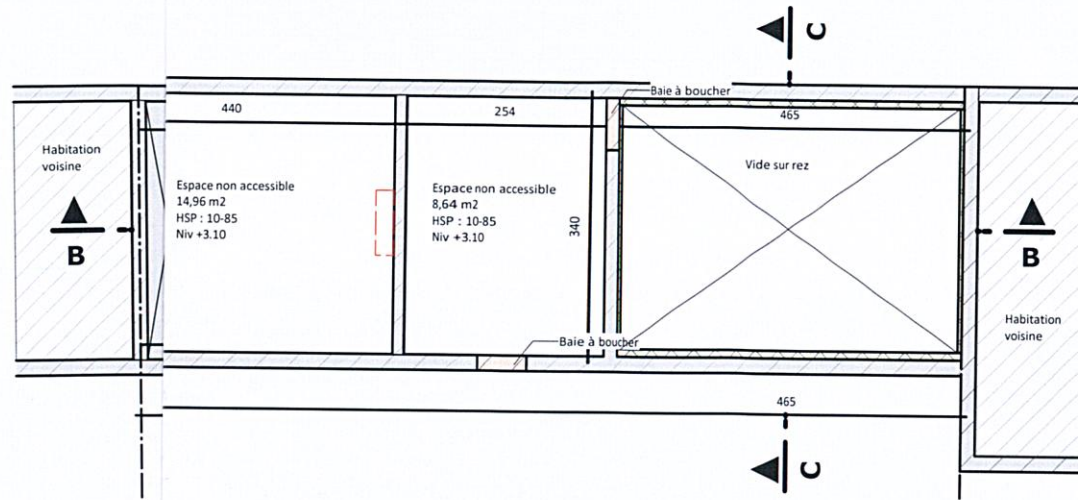 C
Baie à boucher
440
254
465
Habitation
voisine
Vide sur rez
Espace non accessible
14,96 m2
HSP : 10-85
Niv +3.10
Espace non accessible
8,64 m2
HSP : 10-85
Niv +3.10
340
B
B
Habitation
voisine
Baie à boucher
465
C